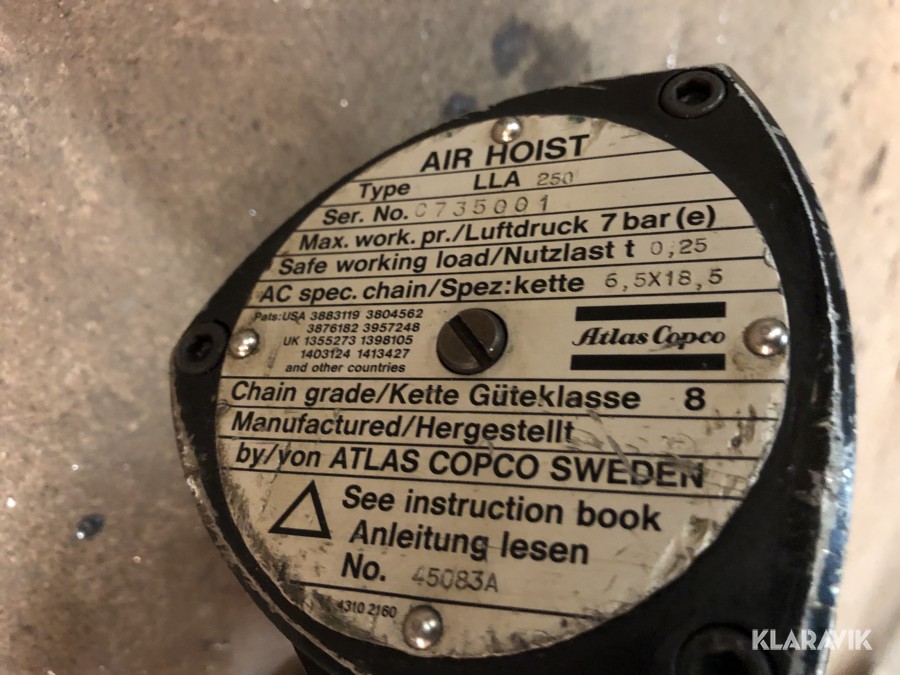 AIR HOIST
Type LLA 250
Ser. No. C735001
Max. work. pr./Luftdruck 7 bar (e)
Safe working load/Nutzlast t 0,25
AC spec. chain/Spez:kette 6,5X18,5
Pats: USA 3883119 3804562
3876182 3957248
UK 1355273 1398105
1403124 1413427
and other countries
Atlas Copco
Chain grade/Kette Güteklasse 8
Manufactured/Hergestellt
by/von ATLAS COPCO SWEDEN
See instruction book
Anleitung lesen
No. 45083A
4310 2160
KLARAVIK